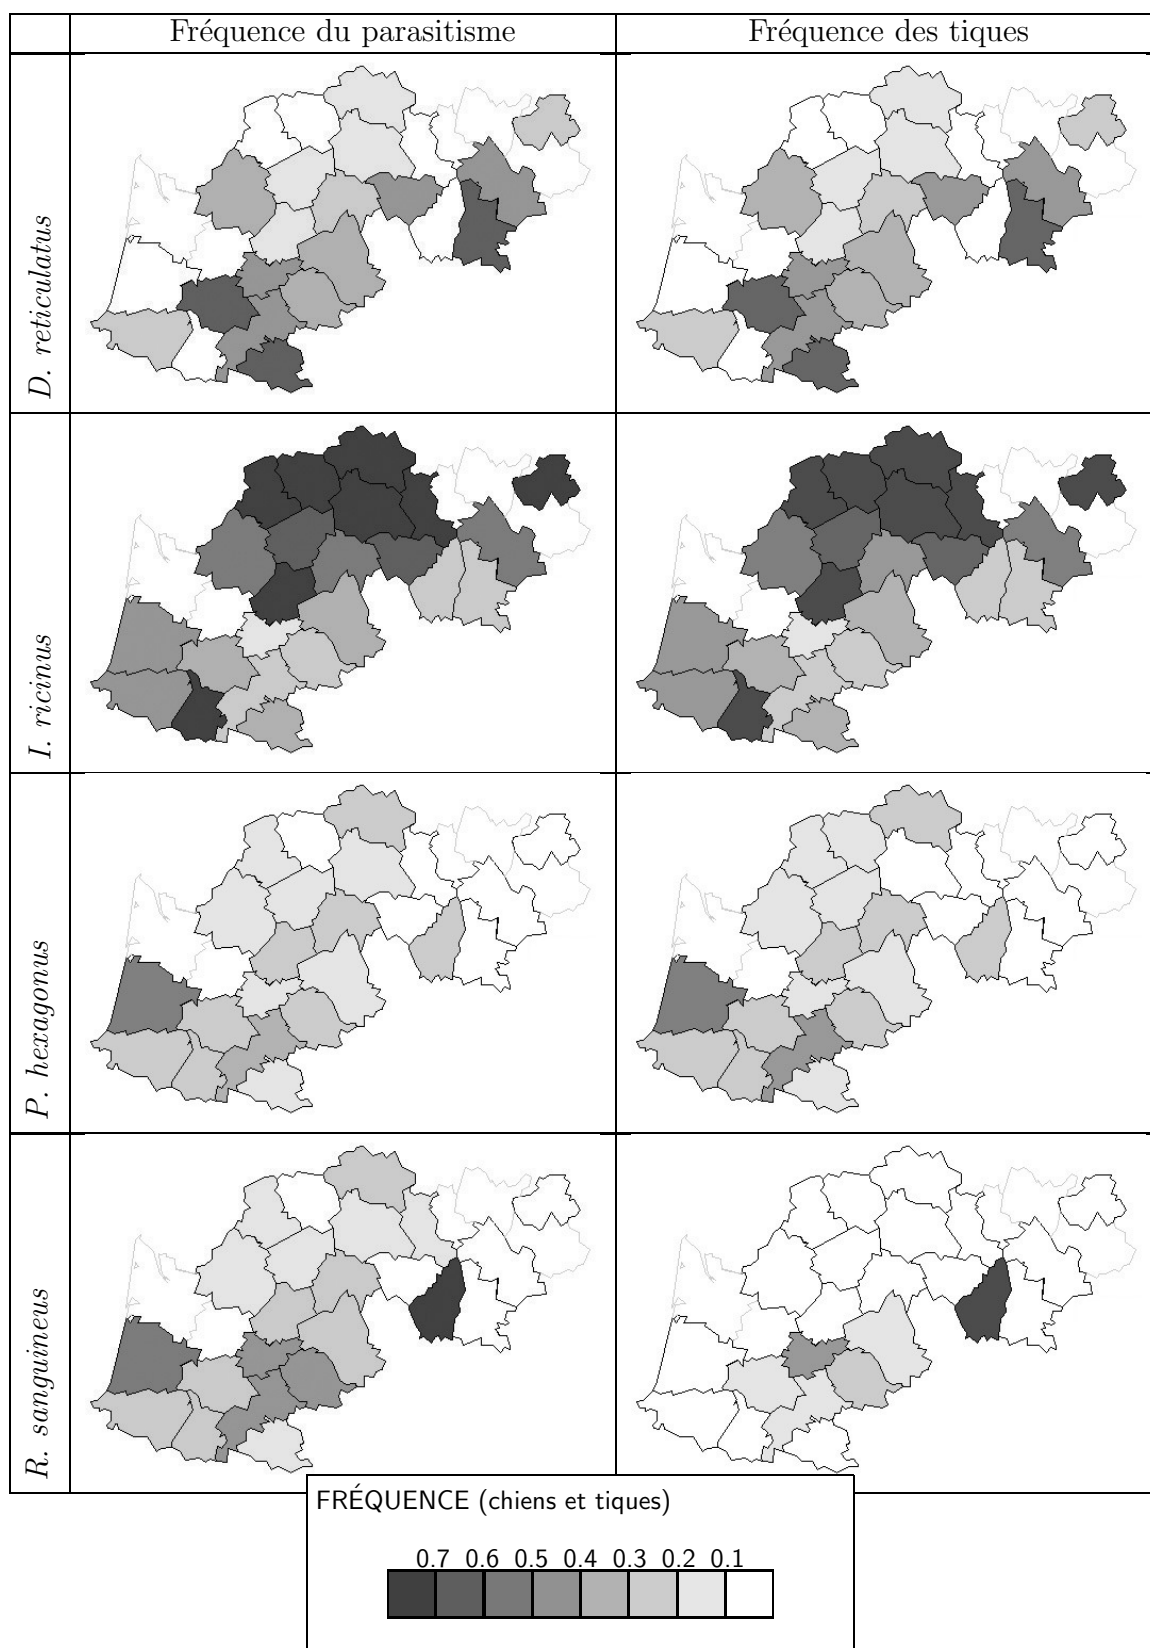 Fréquence du parasitisme
Fréquence des tiques
D. reticulatus
I. ricinus
P. hexagonus
R. sanguineus
FRÉQUENCE (chiens et tiques)
0.7 0.6 0.5 0.4 0.3 0.2 0.1